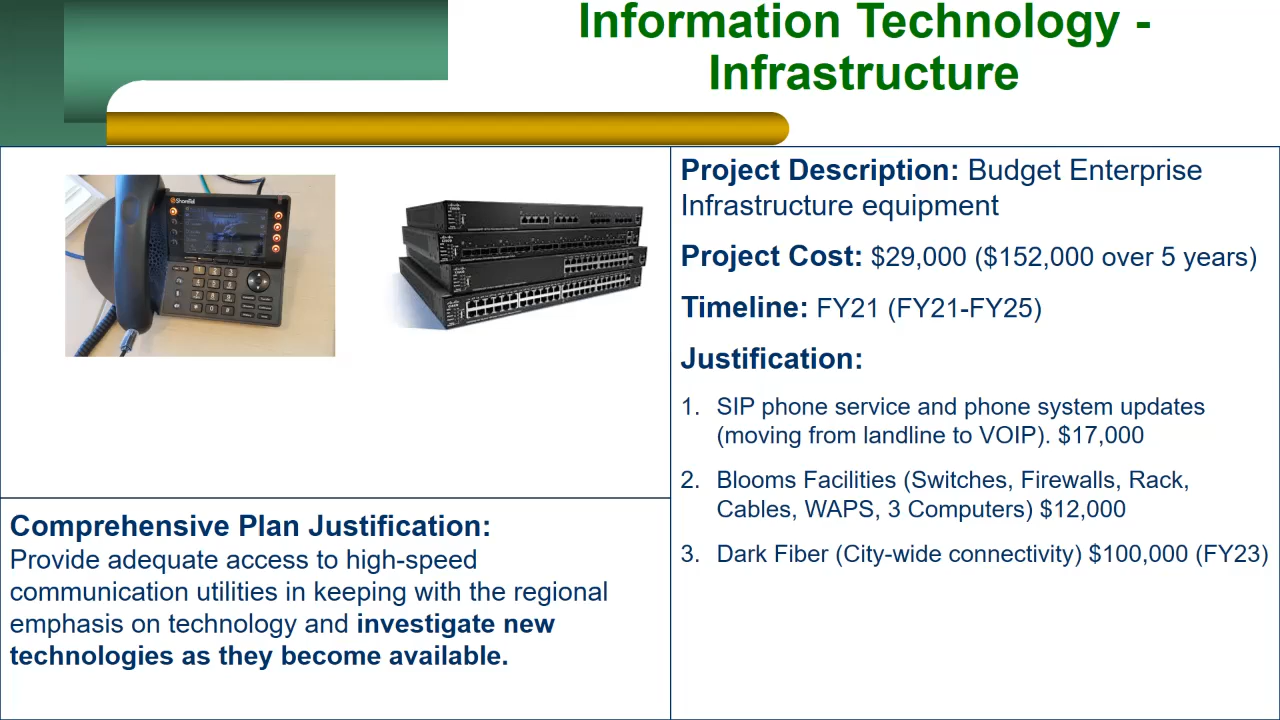 Information Technology -
Infrastructure
ShoreTel
Project Description: Budget Enterprise
Infrastructure equipment
Project Cost: $29,000 ($152,000 over 5 years)
Timeline: FY21 (FY21-FY25)
Justification:
1. SIP phone service and phone system updates
(moving from landline to VOIP). $17,000
2. Blooms Facilities (Switches, Firewalls, Rack,
Cables, WAPS, 3 Computers) $12,000
3. Dark Fiber (City-wide connectivity) $100,000 (FY23)
Comprehensive Plan Justification:
Provide adequate access to high-speed
communication utilities in keeping with the regional
emphasis on technology and investigate new
technologies as they become available.